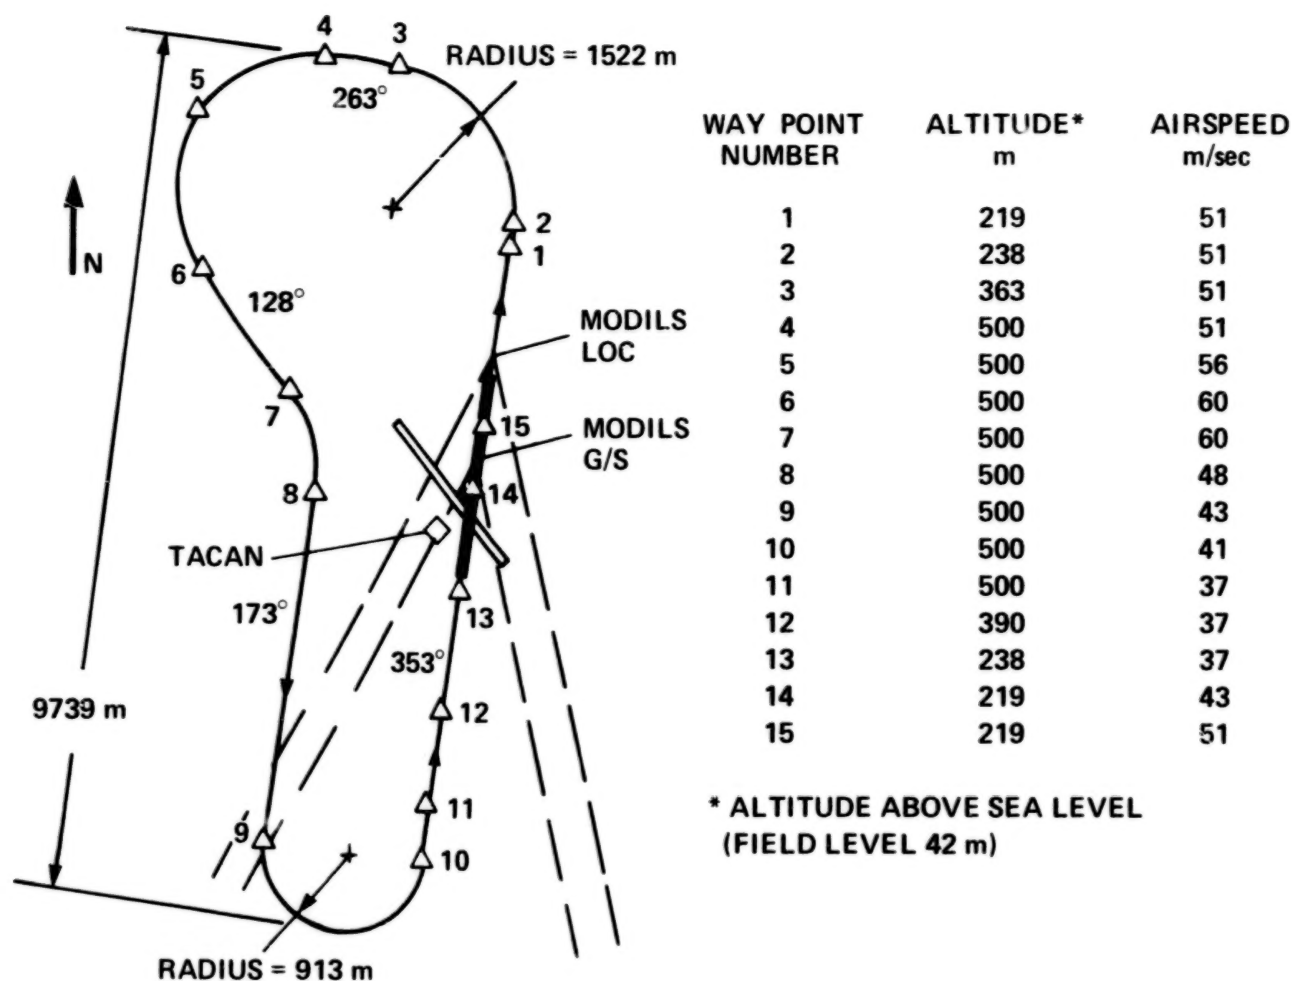 4
3
RADIUS = 1522 m
5
263°
N
2
1
6
128°
MODILS
LOC
7
15
MODILS
G/S
8
14
TACAN
13
173°
353°
9739 m
12
11
9
10
RADIUS = 913 m
WAY POINT ALTITUDE* AIRSPEED
NUMBER m m/sec
1 219 51
2 238 51
3 363 51
4 500 51
5 500 56
6 500 60
7 500 60
8 500 48
9 500 43
10 500 41
11 500 37
12 390 37
13 238 37
14 219 43
15 219 51
* ALTITUDE ABOVE SEA LEVEL
(FIELD LEVEL 42 m)